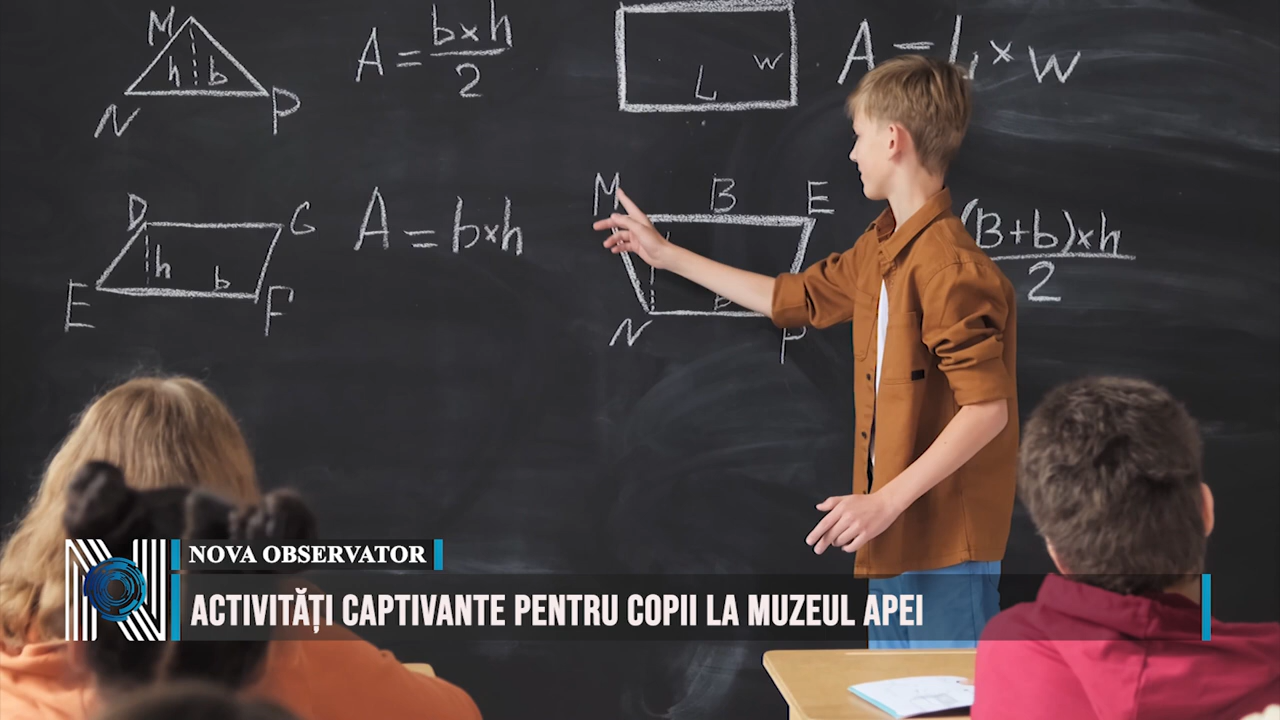 M
A = b×h
2
h b
N P
w
L
A = L × w
M B E
D G
A = b×h
h b
E F
(B+b)×h
2
N P
NOVA OBSERVATOR
ACTIVITĂȚI CAPTIVANTE PENTRU COPII LA MUZEUL APEI